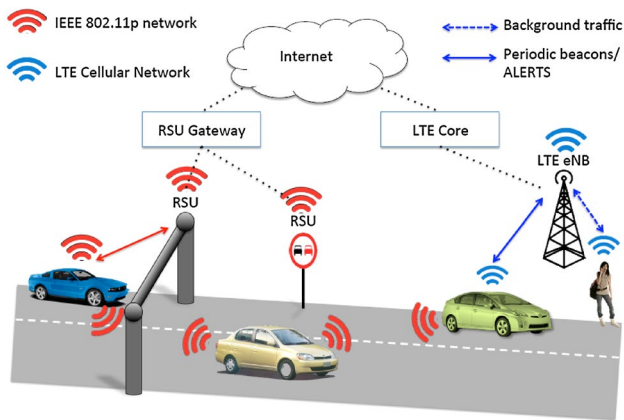 IEEE 802.11p network
LTE Cellular Network
Internet
Background traffic
Periodic beacons/
ALERTS
RSU Gateway
LTE Core
LTE eNB
RSU
RSU